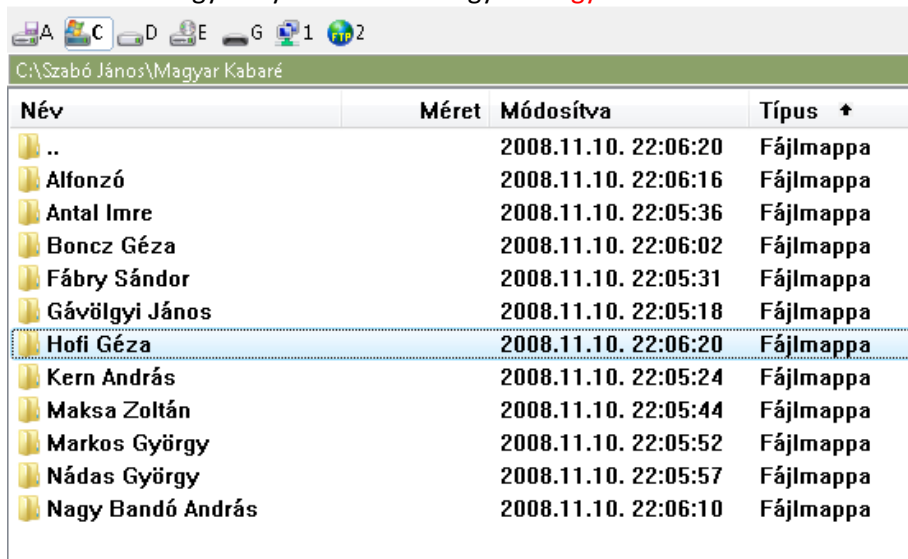 A C D E G 1 FTP 2
C:\Szabó János\Magyar Kabaré
Név Méret Módosítva Típus
.. 2008.11.10. 22:06:20 Fájlmappa
Alfonzó 2008.11.10. 22:06:16 Fájlmappa
Antal Imre 2008.11.10. 22:05:36 Fájlmappa
Boncz Géza 2008.11.10. 22:06:02 Fájlmappa
Fábry Sándor 2008.11.10. 22:05:31 Fájlmappa
Gávölgyi János 2008.11.10. 22:05:18 Fájlmappa
Hofi Géza 2008.11.10. 22:06:20 Fájlmappa
Kern András 2008.11.10. 22:05:24 Fájlmappa
Maksa Zoltán 2008.11.10. 22:05:44 Fájlmappa
Markos György 2008.11.10. 22:05:52 Fájlmappa
Nádas György 2008.11.10. 22:05:57 Fájlmappa
Nagy Bandó András 2008.11.10. 22:06:10 Fájlmappa